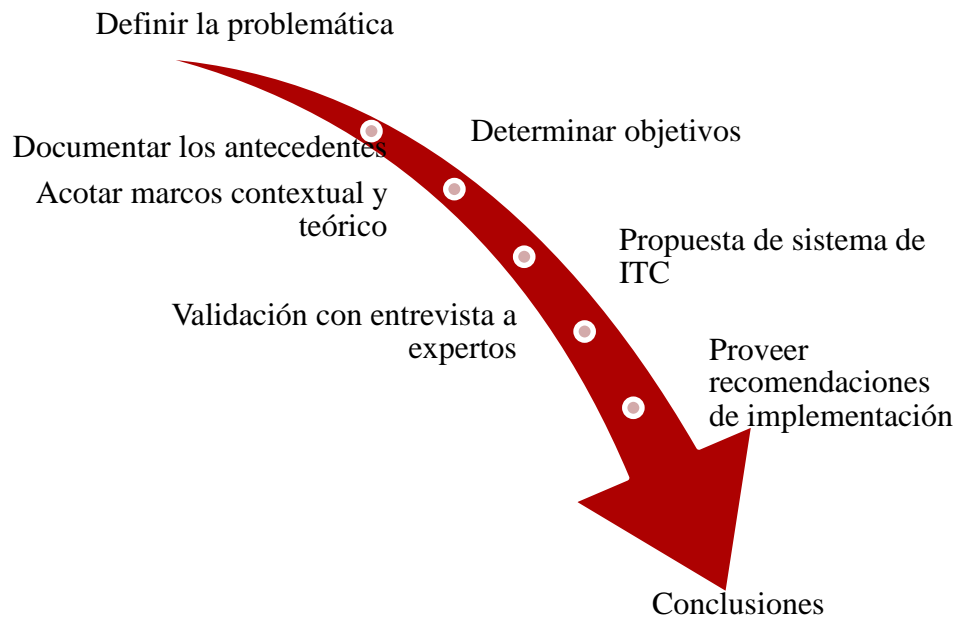 Definir la problemática
Determinar objetivos
Documentar los antecedentes
Acotar marcos contextual y
teórico
Propuesta de sistema de
ITC
Validación con entrevista a
expertos
Proveer
recomendaciones
de implementación
Conclusiones